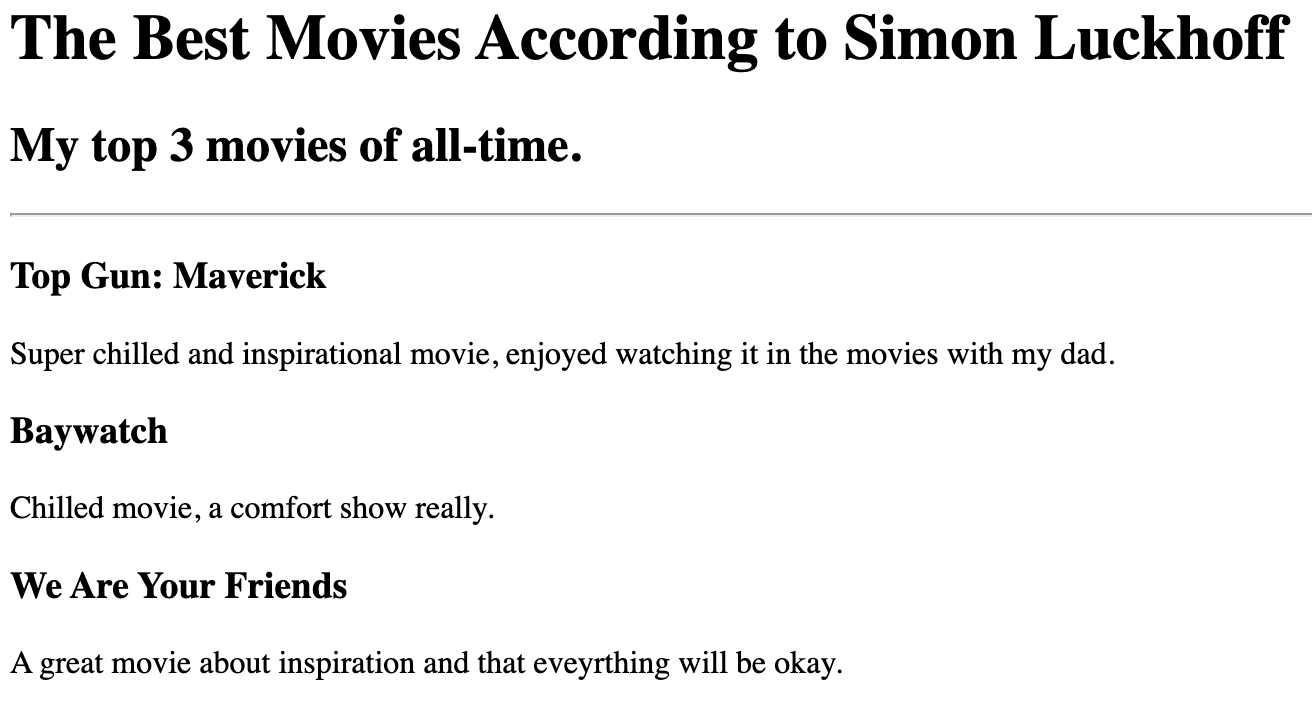 The Best Movies According to Simon Luckhoff
My top 3 movies of all-time.
Top Gun: Maverick
Super chilled and inspirational movie, enjoyed watching it in the movies with my dad.
Baywatch
Chilled movie, a comfort show really.
We Are Your Friends
A great movie about inspiration and that eveyrthing will be okay.